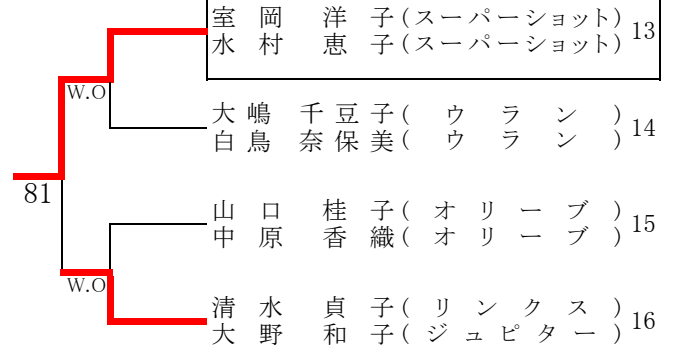 室岡洋子(スーパーショット) 13
水村恵子(スーパーショット)
W.O
大嶋千豆子(ウラン) 14
白鳥奈保美(ウラン)
81
山口桂子(オリーブ) 15
中原香織(オリーブ)
W.O
清水貞子(リンクス) 16
大野和子(ジュピター)